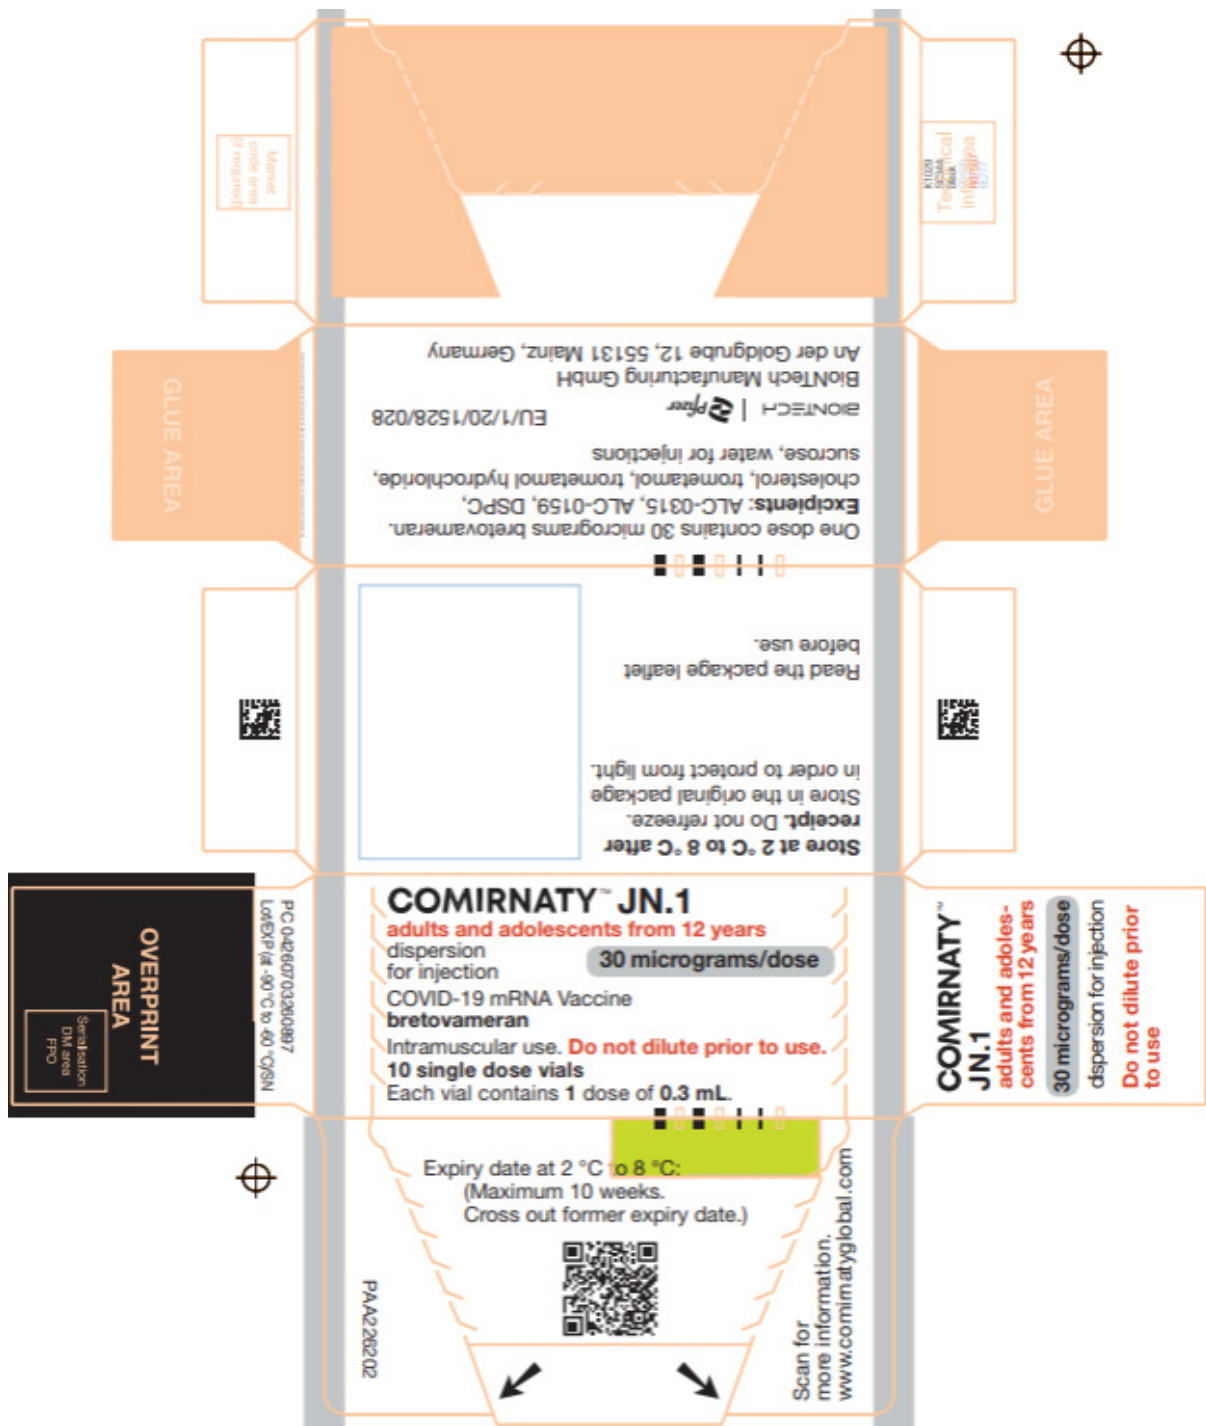 Market
code area
(if required)
Technical
info area
GLUE AREA
GLUE AREA
One dose contains 30 micrograms bretovameran.
Excipients: ALC-0315, ALC-0159, DSPC,
cholesterol, trometamol, trometamol hydrochloride,
sucrose, water for injections
BIONTECH | Pfizer
EU/1/20/1528/028
BioNTech Manufacturing GmbH
An der Goldgrube 12, 55131 Mainz, Germany
Store at 2 °C to 8 °C after
receipt. Do not refreeze.
Store in the original package
in order to protect from light.
Read the package leaflet
before use.
OVERPRINT
AREA
Serialisation
DM area
FPO
PC 04260703260897
Lot/EXP (at -90 °C to -60 °C)/SN
COMIRNATY™ JN.1
adults and adolescents from 12 years
dispersion
for injection
30 micrograms/dose
COVID-19 mRNA Vaccine
bretovameran
Intramuscular use. Do not dilute prior to use.
10 single dose vials
Each vial contains 1 dose of 0.3 mL.
COMIRNATY™
JN.1
adults and adoles-
cents from 12 years
30 micrograms/dose
dispersion for injection
Do not dilute prior
to use
Expiry date at 2 °C to 8 °C:
(Maximum 10 weeks.
Cross out former expiry date.)
PAA226202
Scan for
more information.
www.comirnatyglobal.com